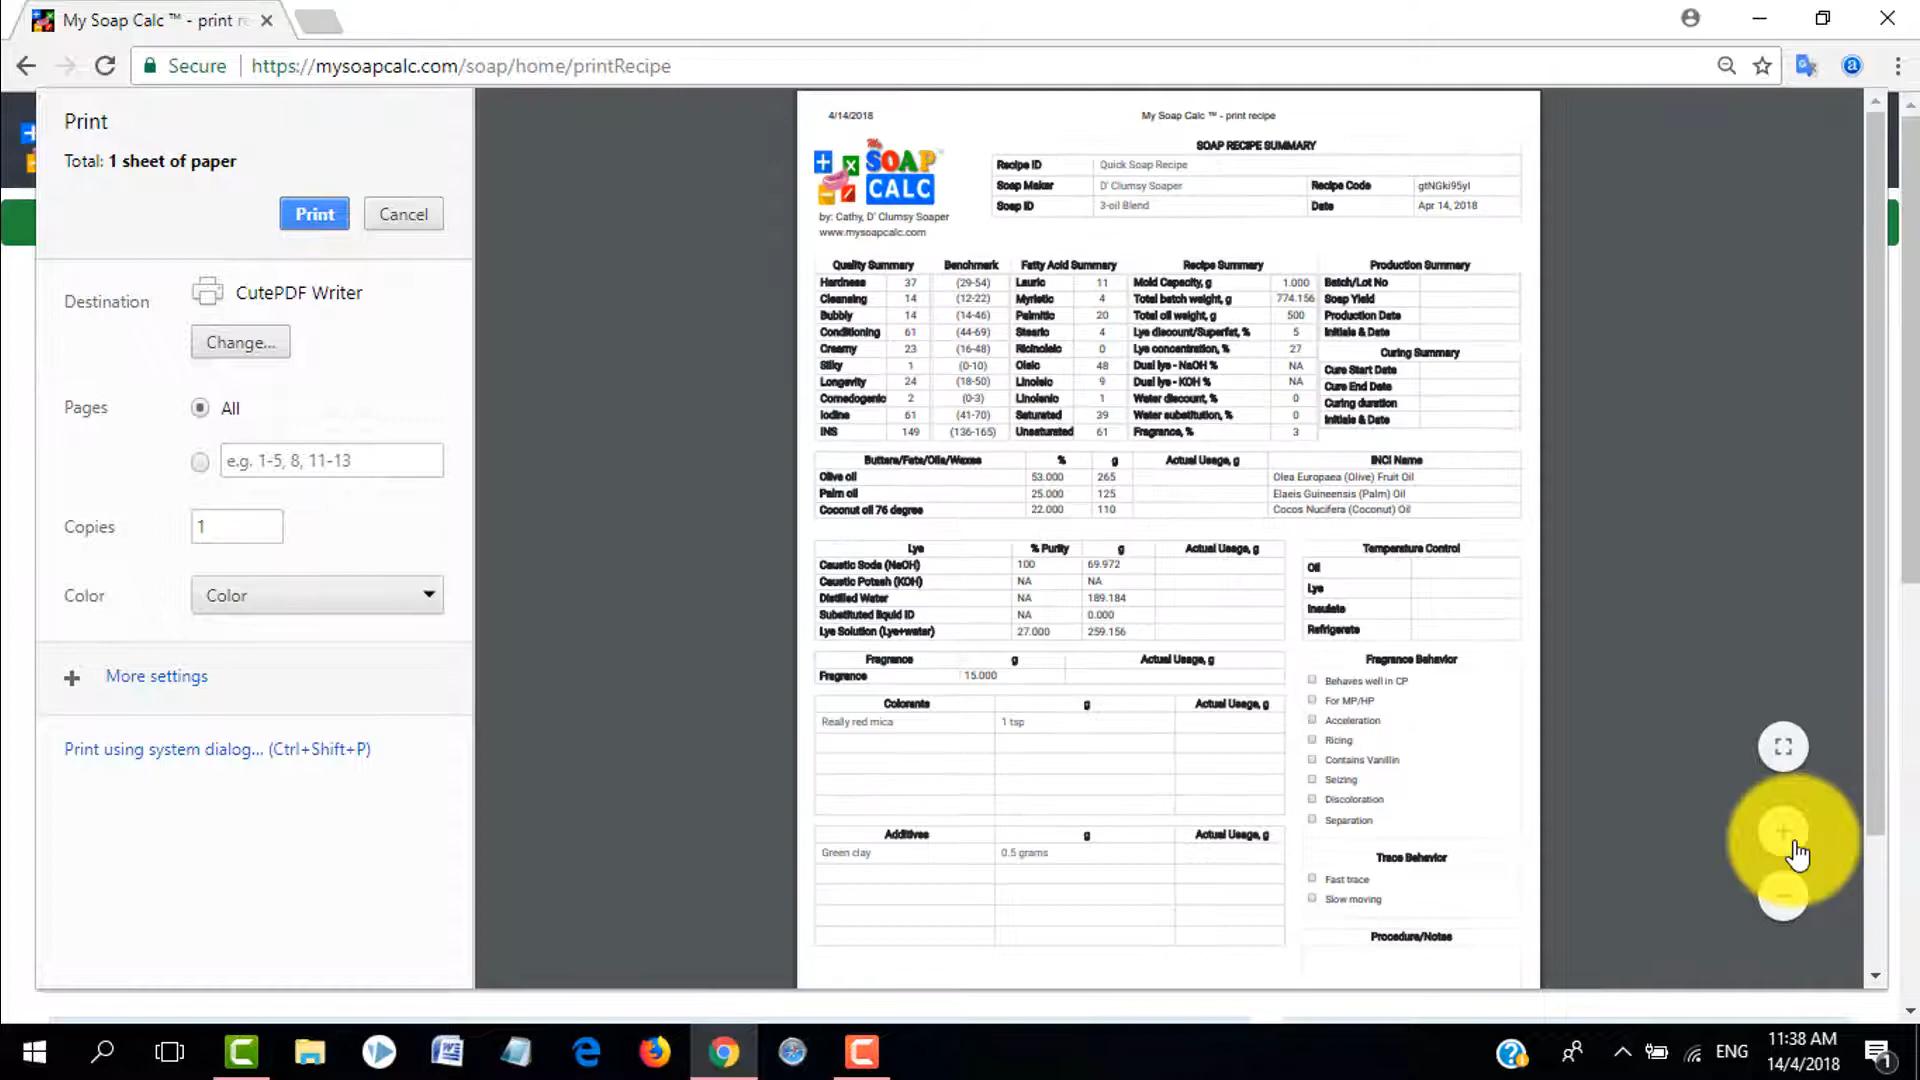 My Soap Calc ™ - print re
Secure
https://mysoapcalc.com/soap/home/printRecipe
Print
Total: 1 sheet of paper
Print
Cancel
Destination
CutePDF Writer
Change...
Pages
All
e.g. 1-5, 8, 11-13
Copies
1
Color
Color
More settings
Print using system dialog... (Ctrl+Shift+P)
4/14/2018
My Soap Calc ™ - print recipe
My
SOAP
CALC
by: Cathy, D' Clumsy Soaper
www.mysoapcalc.com
SOAP RECIPE SUMMARY
Recipe ID Quick Soap Recipe
Soap Maker D' Clumsy Soaper Recipe Code gtNGki95yI
Soap ID 3-oil Blend Date Apr 14, 2018
Quality Summary Benchmark Fatty Acid Summary Recipe Summary Production Summary
Hardness 37 (29-54) Lauric 11 Mold Capacity, g 1.000 Batch/Lot No
Cleansing 14 (12-22) Myristic 4 Total batch weight, g 774.156 Soap Yield
Bubbly 14 (14-46) Palmitic 20 Total oil weight, g 500 Production Date
Conditioning 61 (44-69) Stearic 4 Lye discount/Superfat, % 5 Initials & Date
Creamy 23 (16-48) Ricinoleic 0 Lye concentration, % 27 Curing Summary
Silky 1 (0-10) Oleic 48 Dual lye - NaOH % NA Cure Start Date
Longevity 24 (18-50) Linoleic 9 Dual lye - KOH % NA Cure End Date
Comedogenic 2 (0-3) Linolenic 1 Water discount, % 0 Curing duration
Iodine 61 (41-70) Saturated 39 Water substitution, % 0 Initials & Date
INS 149 (136-165) Unsaturated 61 Fragrance, % 3
Butters/Fats/Oils/Waxes % g Actual Usage, g INCI Name
Olive oil 53.000 265 Olea Europaea (Olive) Fruit Oil
Palm oil 25.000 125 Elaeis Guineensis (Palm) Oil
Coconut oil 76 degree 22.000 110 Cocos Nucifera (Coconut) Oil
Lye % Purity g Actual Usage, g
Caustic Soda (NaOH) 100 69.972
Caustic Potash (KOH) NA NA
Distilled Water NA 189.184
Substituted liquid ID NA 0.000
Lye Solution (Lye+water) 27.000 259.156
Temperature Control
Oil
Lye
Insulate
Refrigerate
Fragrance g Actual Usage, g
Fragrance 15.000
Colorants g Actual Usage, g
Really red mica 1 tsp
Additives g Actual Usage, g
Green clay 0.5 grams
Fragrance Behavior
Behaves well in CP
For MP/HP
Acceleration
Ricing
Contains Vanillin
Seizing
Discoloration
Separation
Trace Behavior
Fast trace
Slow moving
Procedure/Notes
ENG
11:38 AM
14/4/2018
1